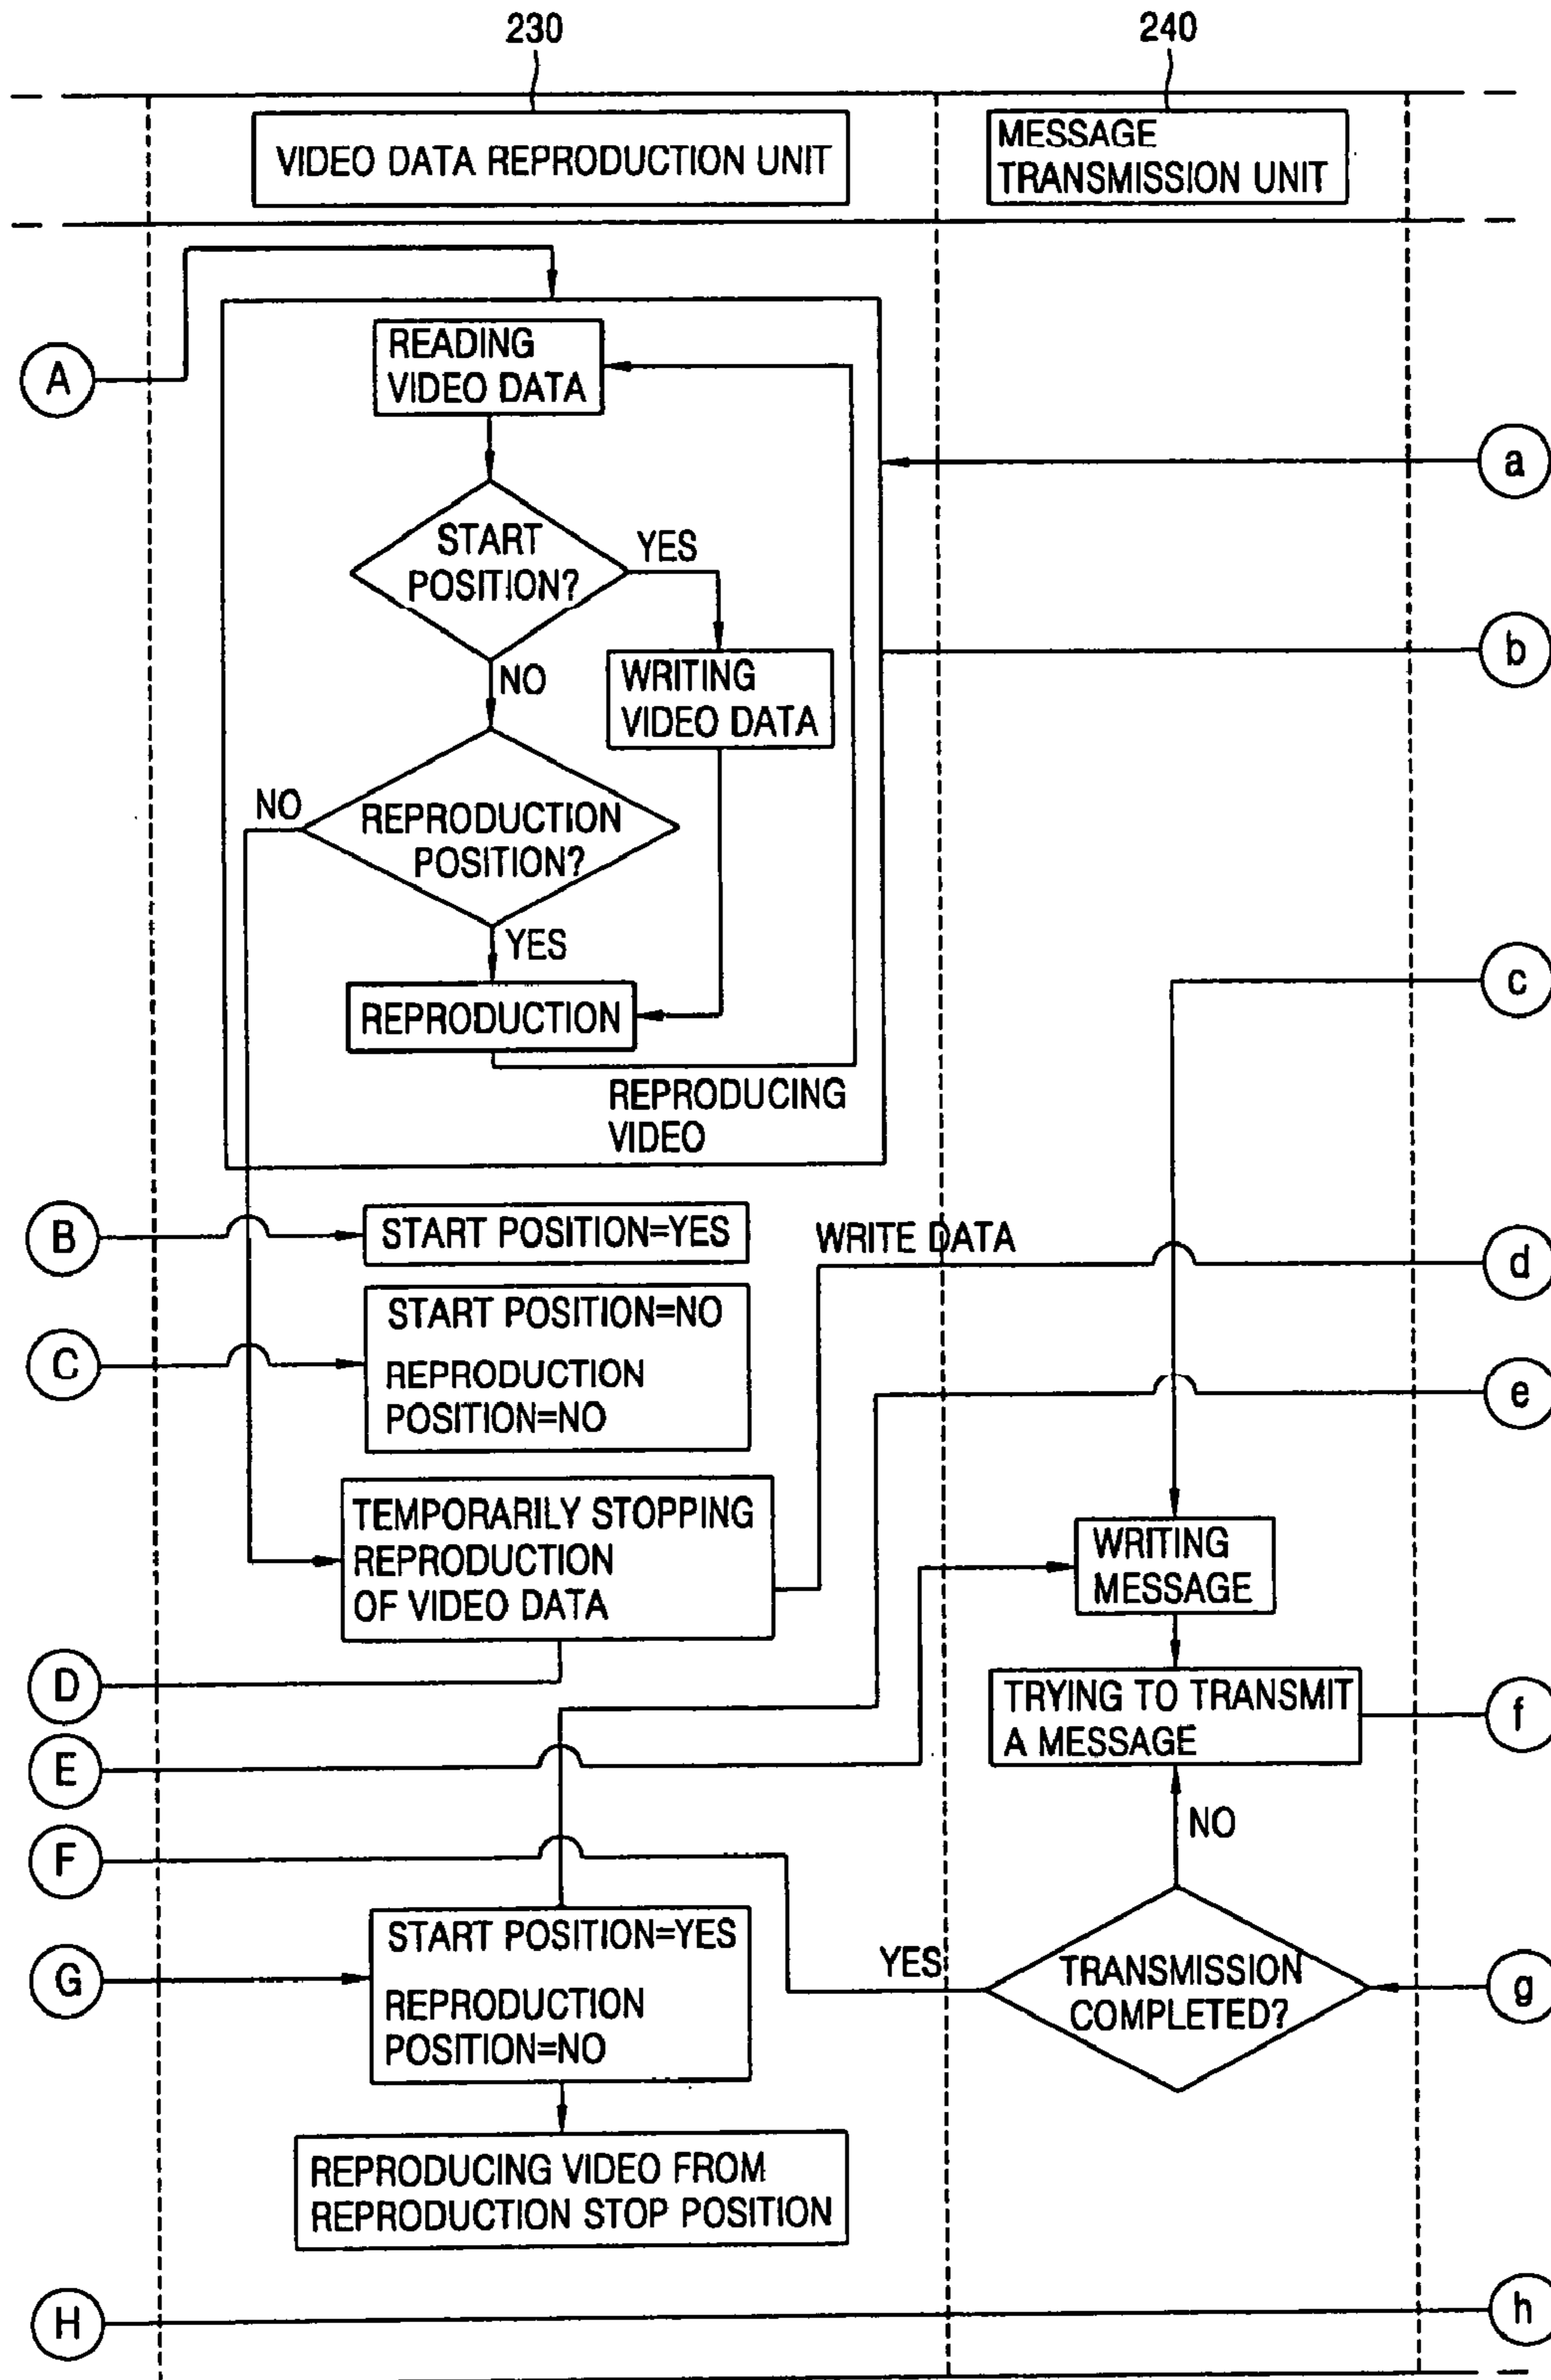 230
240
VIDEO DATA REPRODUCTION UNIT
MESSAGE
TRANSMISSION UNIT
A
READING
VIDEO DATA
a
START
POSITION?
YES
b
NO
WRITING
VIDEO DATA
NO
REPRODUCTION
POSITION?
YES
c
REPRODUCTION
REPRODUCING
VIDEO
B
START POSITION=YES
WRITE DATA
d
C
START POSITION=NO
REPRODUCTION
POSITION=NO
e
TEMPORARILY STOPPING
REPRODUCTION
OF VIDEO DATA
WRITING
MESSAGE
D
TRYING TO TRANSMIT
A MESSAGE
f
E
NO
F
START POSITION=YES
REPRODUCTION
POSITION=NO
G
YES
TRANSMISSION
COMPLETED?
g
REPRODUCING VIDEO FROM
REPRODUCTION STOP POSITION
H
h